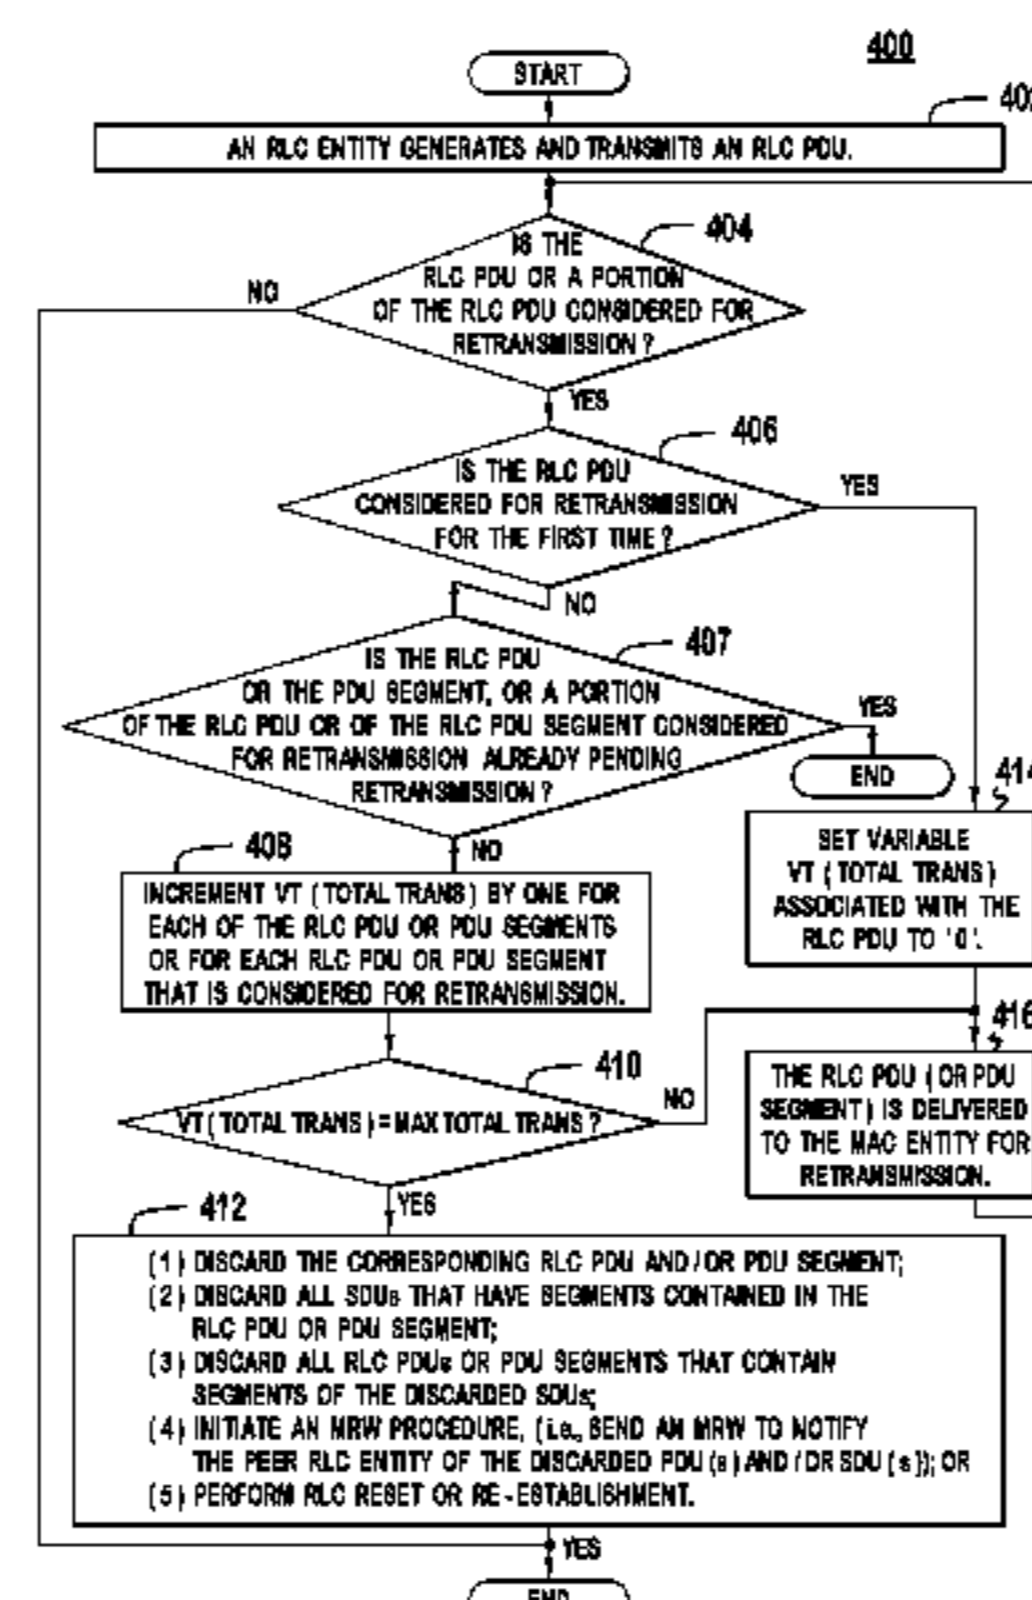 400
START
402
AN RLC ENTITY GENERATES AND TRANSMITS AN RLC PDU.
404
IS THE
RLC PDU OR A PORTION
OF THE RLC PDU CONSIDERED FOR
RETRANSMISSION ?
NO
YES
406
IS THE RLC PDU
CONSIDERED FOR RETRANSMISSION
FOR THE FIRST TIME ?
YES
NO
407
IS THE RLC PDU
OR THE PDU SEGMENT, OR A PORTION
OF THE RLC PDU OR OF THE RLC PDU SEGMENT CONSIDERED
FOR RETRANSMISSION ALREADY PENDING
RETRANSMISSION ?
YES
END
NO
408
INCREMENT VT (TOTAL TRANS) BY ONE FOR
EACH OF THE RLC PDU OR PDU SEGMENTS
OR FOR EACH RLC PDU OR PDU SEGMENT
THAT IS CONSIDERED FOR RETRANSMISSION.
414
SET VARIABLE
VT (TOTAL TRANS)
ASSOCIATED WITH THE
RLC PDU TO '0'.
410
VT (TOTAL TRANS) = MAX TOTAL TRANS ?
NO
YES
416
THE RLC PDU (OR PDU
SEGMENT) IS DELIVERED
TO THE MAC ENTITY FOR
RETRANSMISSION.
412
(1) DISCARD THE CORRESPONDING RLC PDU AND/OR PDU SEGMENT;
(2) DISCARD ALL SDUs THAT HAVE SEGMENTS CONTAINED IN THE
RLC PDU OR PDU SEGMENT;
(3) DISCARD ALL RLC PDUs OR PDU SEGMENTS THAT CONTAIN
SEGMENTS OF THE DISCARDED SDUs;
(4) INITIATE AN MRW PROCEDURE, (i.e., SEND AN MRW TO NOTIFY
THE PEER RLC ENTITY OF THE DISCARDED PDU(s) AND/OR SDU(s)); OR
(5) PERFORM RLC RESET OR RE-ESTABLISHMENT.
YES
END